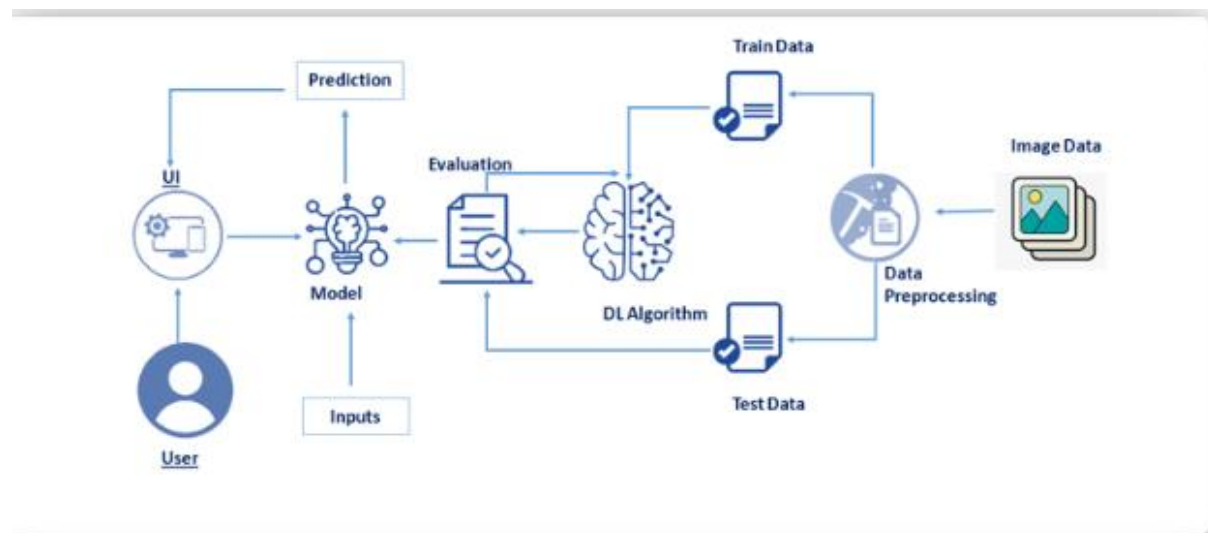 Train Data
Prediction
Image Data
Evaluation
UI
Data
Preprocessing
Model
DL Algorithm
Test Data
Inputs
User